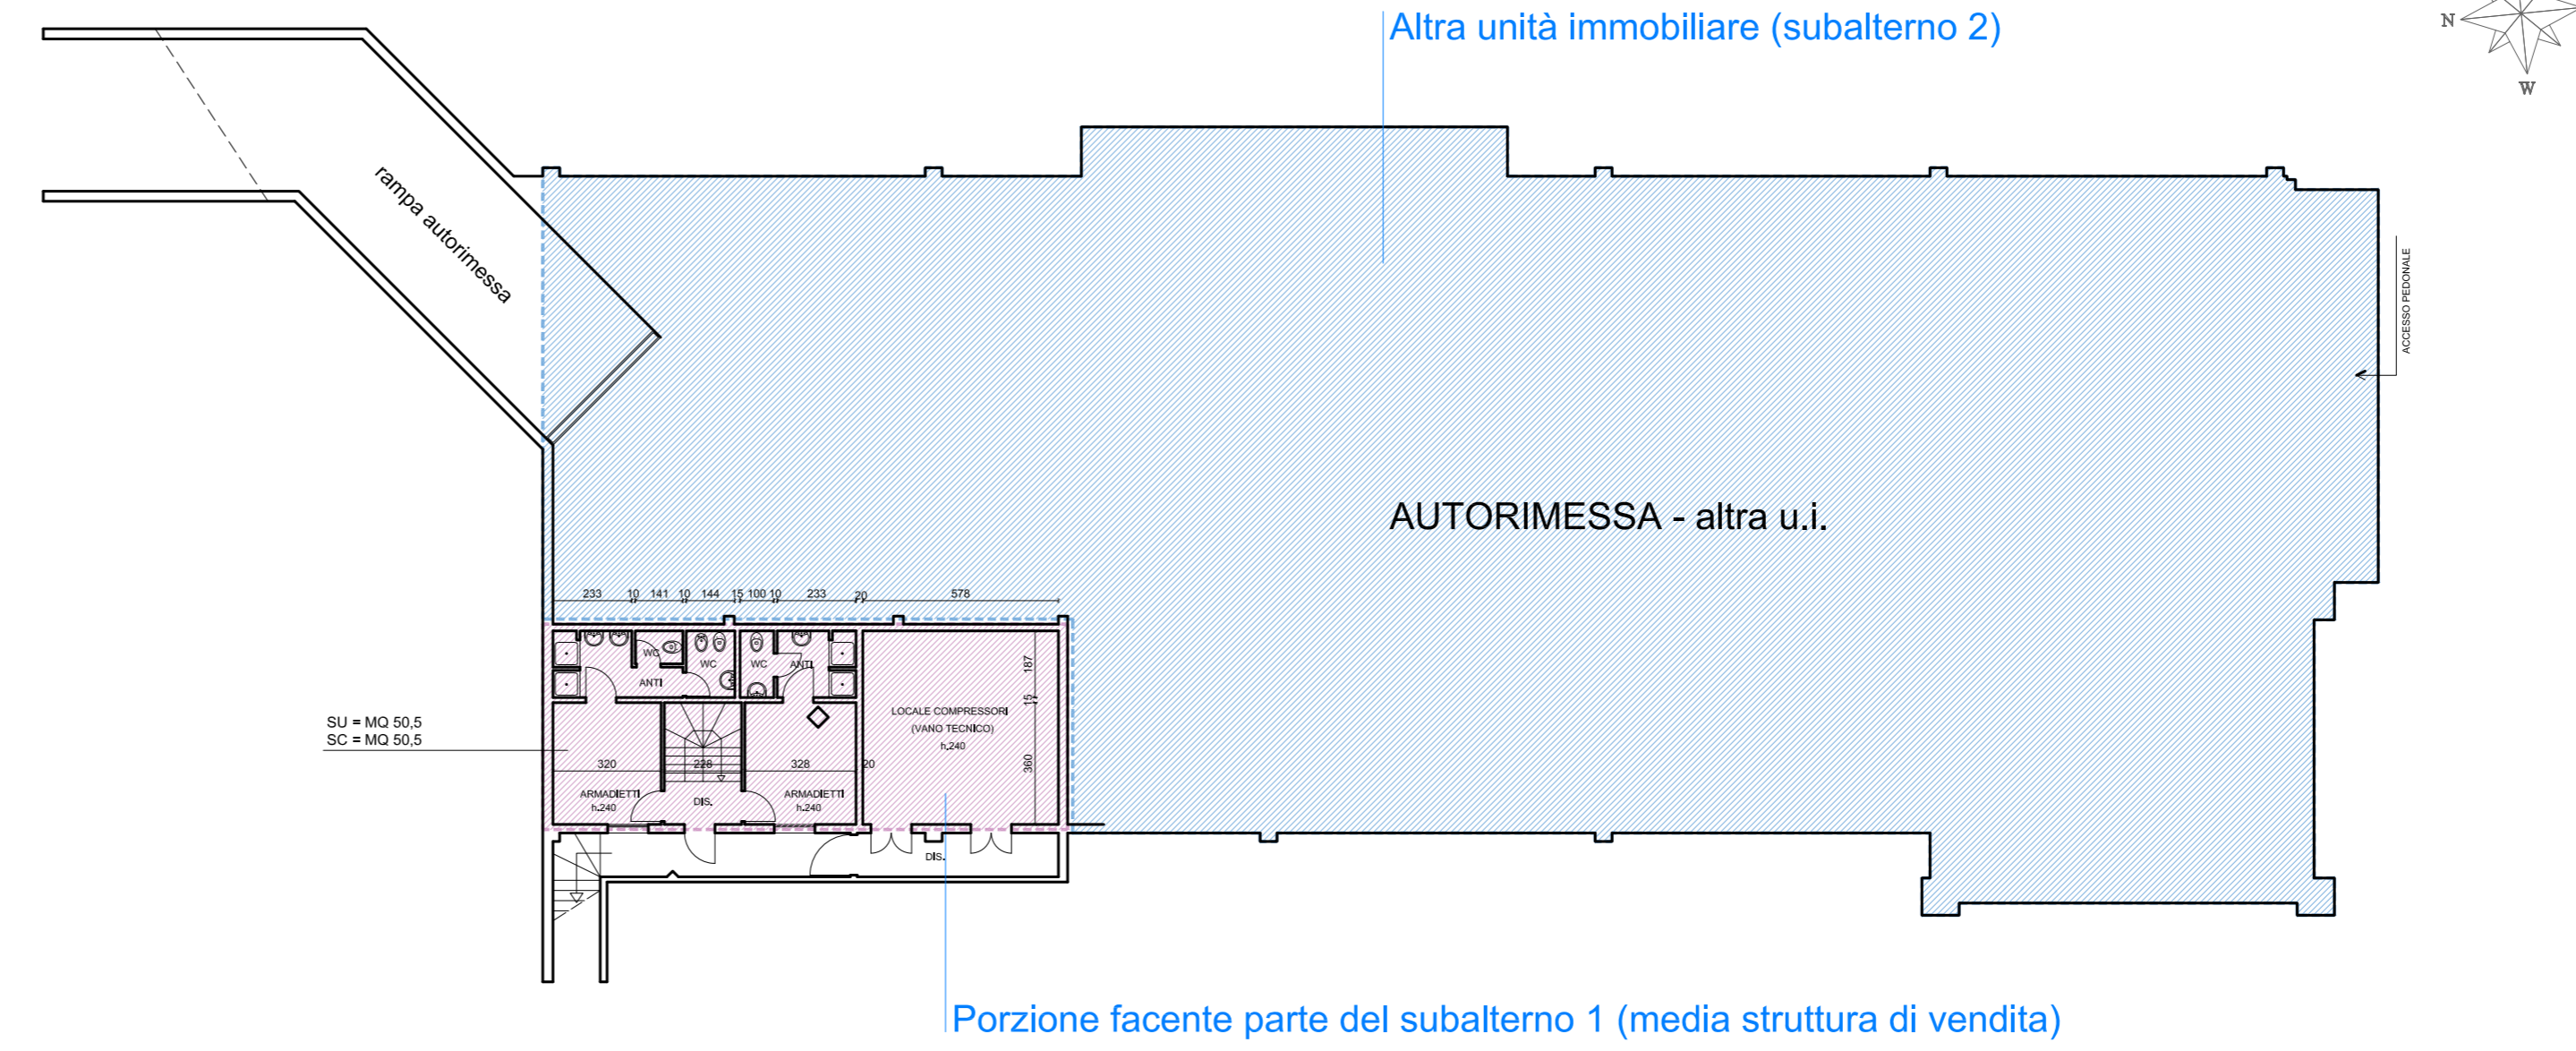 Altra unità immobiliare (subalterno 2)
N
W
rampa autorimessa
ACCESSO PEDONALE
AUTORIMESSA - altra u.i.
233 10 141 10 144 15 100 10 233 20 578
WC
WC
WC
ANTI
ANTI
187
15
360
LOCALE COMPRESSORI
(VANO TECNICO)
h.240
SU = MQ 50,5
SC = MQ 50,5
320 228 328 20
ARMADIETTI
h.240
DIS.
ARMADIETTI
h.240
DIS.
Porzione facente parte del subalterno 1 (media struttura di vendita)